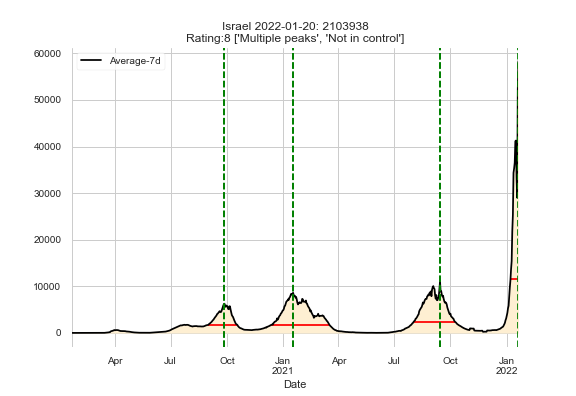 Israel 2022-01-20: 2103938
Rating:8 ['Multiple peaks', 'Not in control']
Average-7d
60000
50000
40000
30000
20000
10000
0
Apr Jul Oct Jan Apr Jul Oct Jan
2021 2022
Date